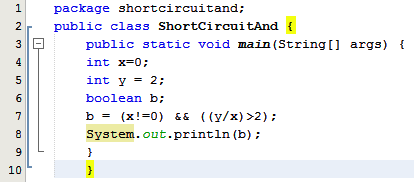 1 package shortcircuitand;
2 public class ShortCircuitAnd {
3 public static void main(String[] args) {
4 int x=0;
5 int y = 2;
6 boolean b;
7 b = (x!=0) && ((y/x)>2);
8 System.out.println(b);
9 }
10 }